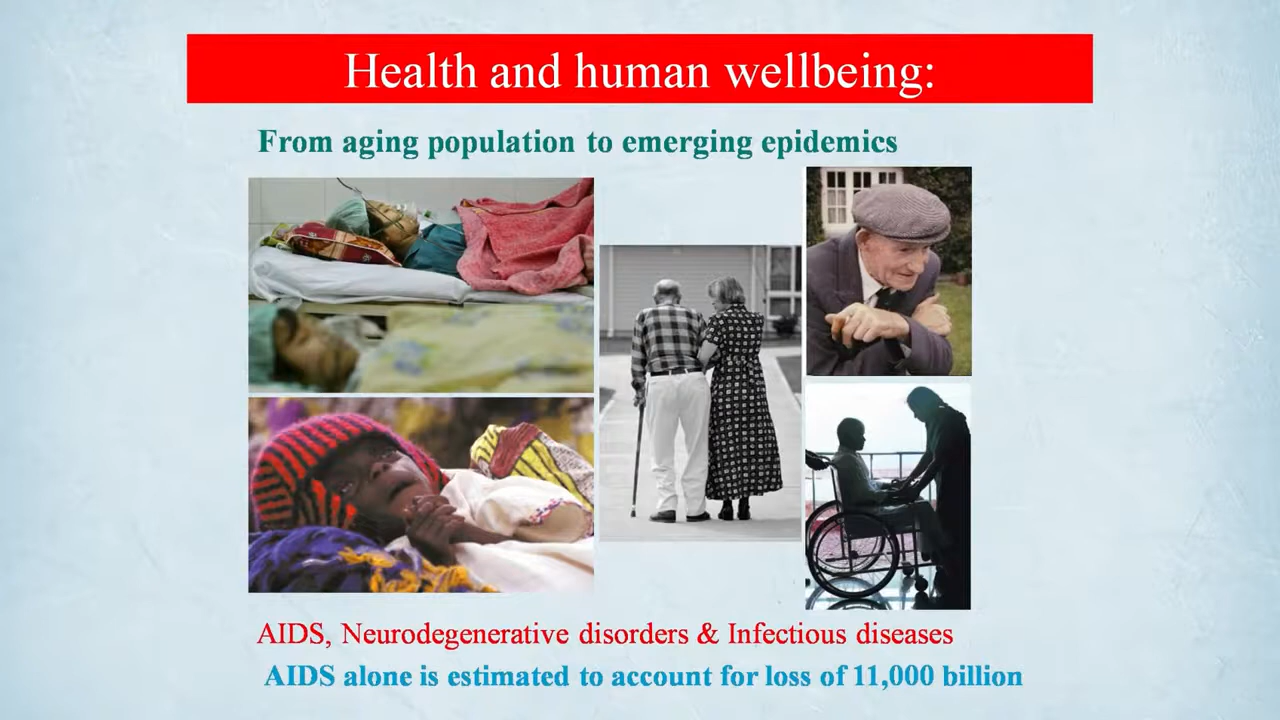 Health and human wellbeing:
From aging population to emerging epidemics
AIDS, Neurodegenerative disorders & Infectious diseases
AIDS alone is estimated to account for loss of 11,000 billion